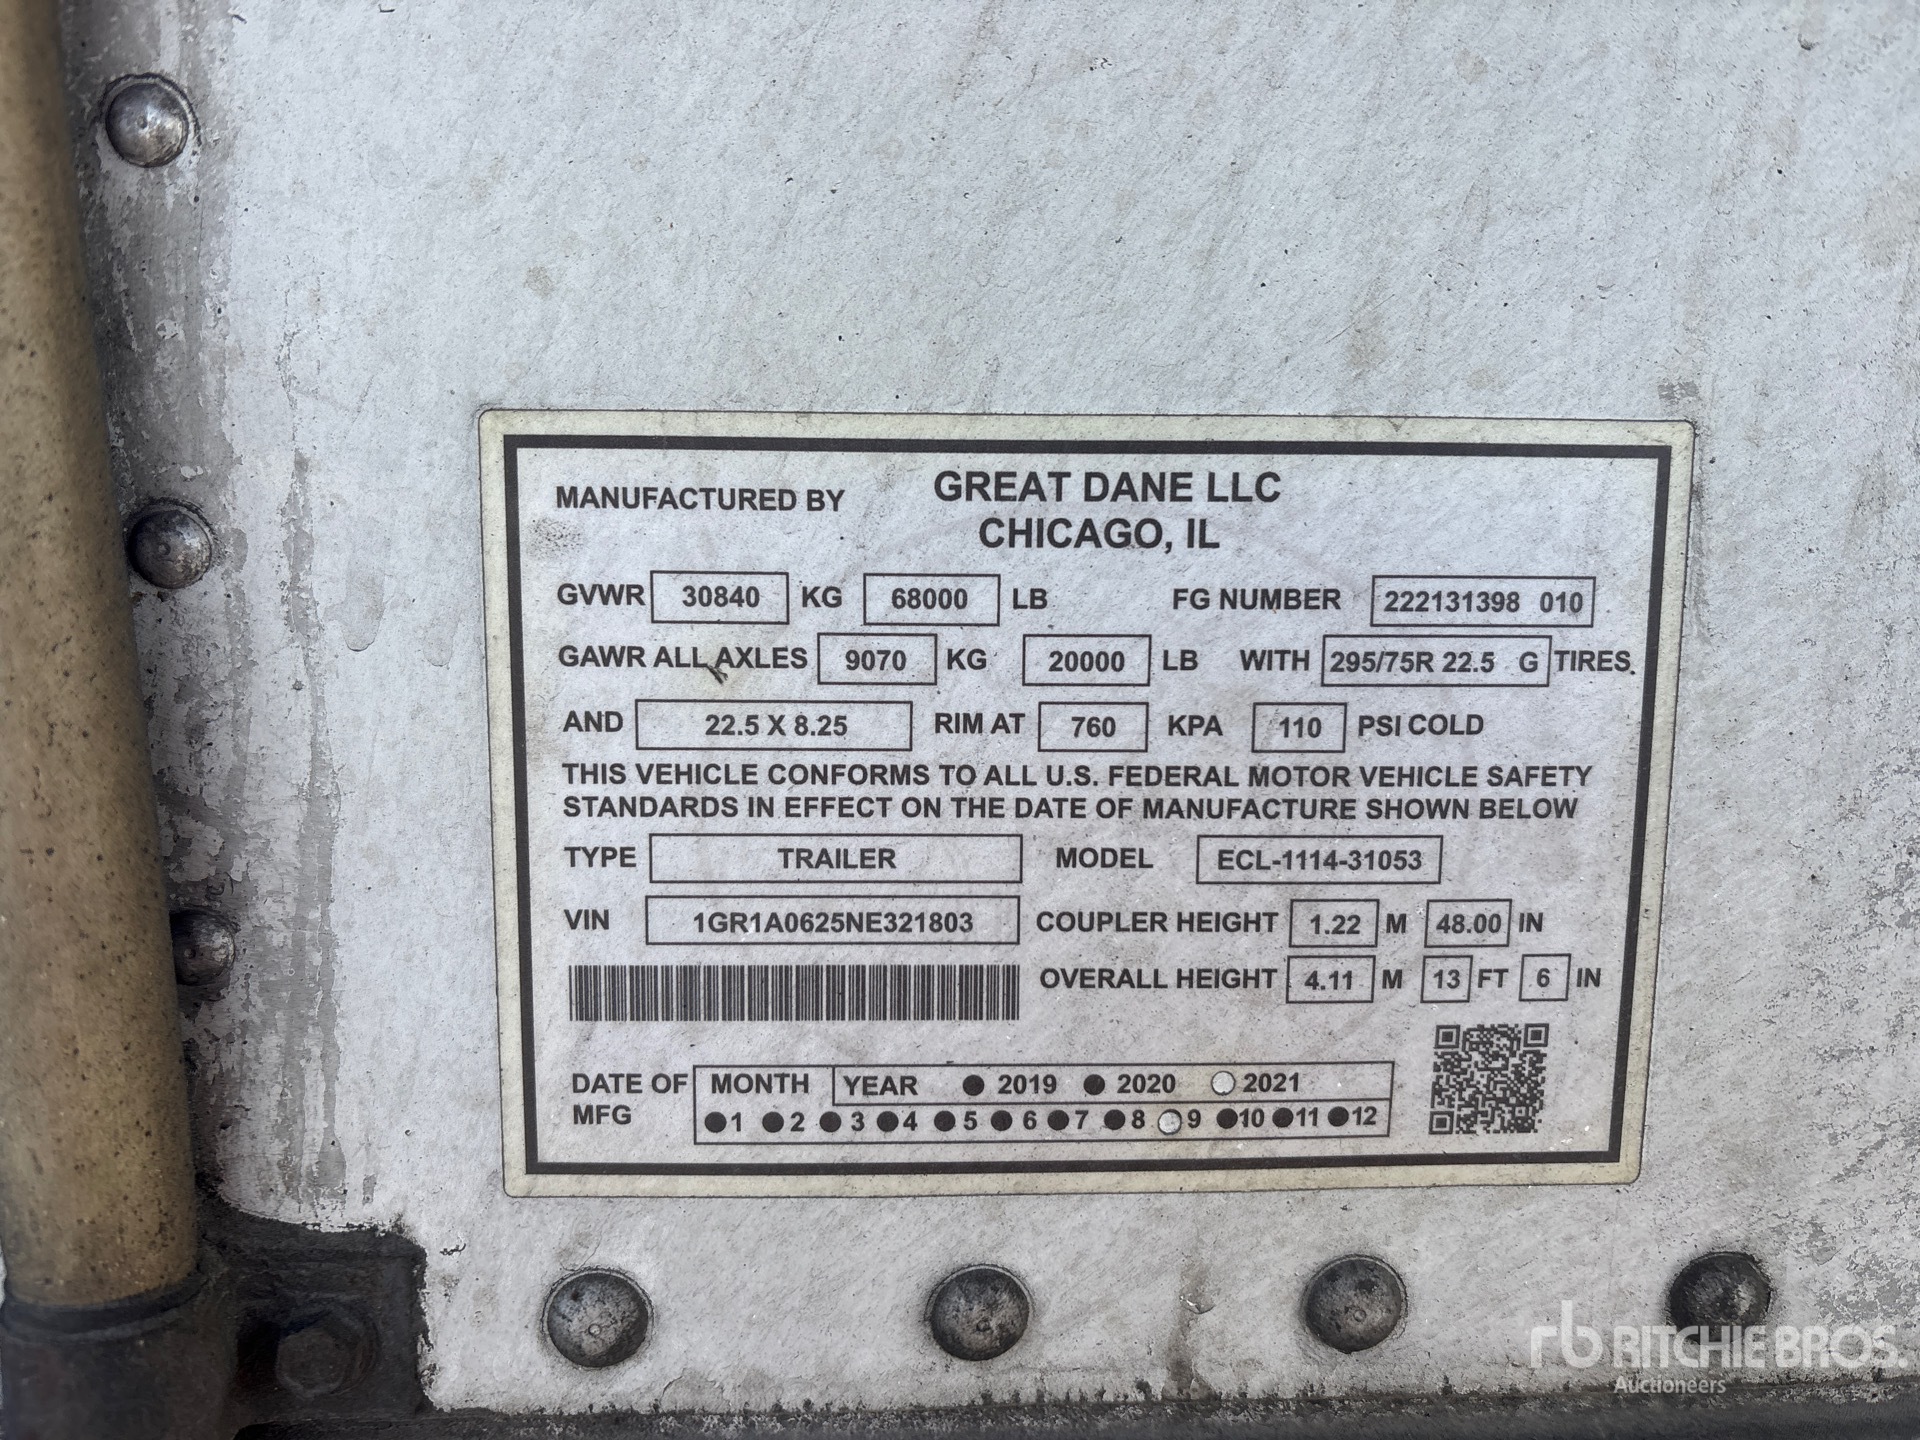 MANUFACTURED BY GREAT DANE LLC
CHICAGO, IL
GVWR 30840 KG 68000 LB FG NUMBER 222131398 010
GAWR ALL AXLES 9070 KG 20000 LB WITH 295/75R 22.5 G TIRES
AND 22.5 X 8.25 RIM AT 760 KPA 110 PSI COLD
THIS VEHICLE CONFORMS TO ALL U.S. FEDERAL MOTOR VEHICLE SAFETY
STANDARDS IN EFFECT ON THE DATE OF MANUFACTURE SHOWN BELOW
TYPE TRAILER MODEL ECL-1114-31053
VIN 1GR1A0625NE321803 COUPLER HEIGHT 1.22 M 48.00 IN
OVERALL HEIGHT 4.11 M 13 FT 6 IN
DATE OF MFG MONTH YEAR 2019 2020 2021
1 2 3 4 5 6 7 8 9 10 11 12
rb RITCHIE BROS.
Auctioneers